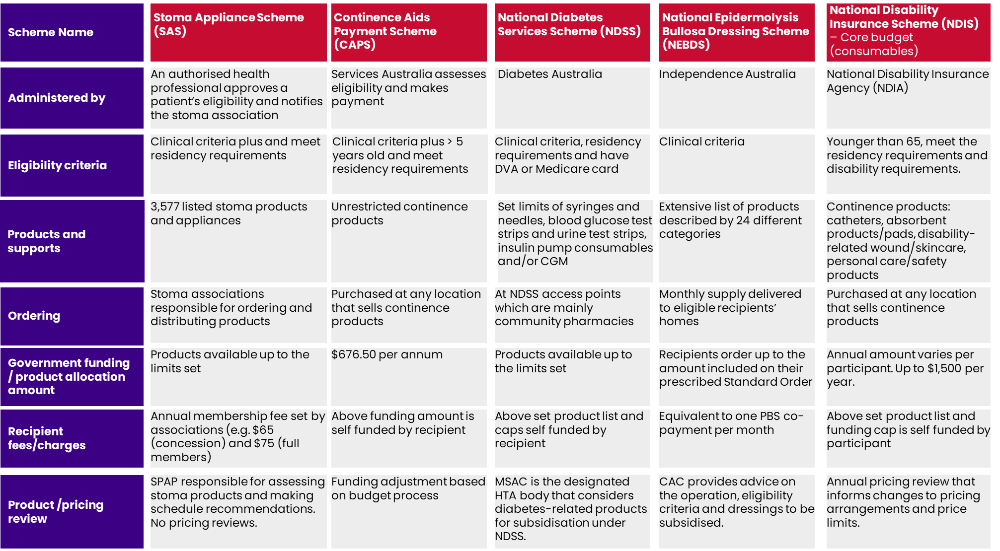 Scheme Name
Stoma Appliance Scheme
(SAS)
Continence Aids
Payment Scheme
(CAPS)
National Diabetes
Services Scheme (NDSS)
National Epidermolysis
Bullosa Dressing Scheme
(NEBDS)
National Disability
Insurance Scheme (NDIS)
– Core budget
(consumables)
Administered by
An authorised health
professional approves a
patient’s eligibility and notifies
the stoma association
Services Australia assesses
eligibility and makes
payment
Diabetes Australia
Independence Australia
National Disability Insurance
Agency (NDIA)
Eligibility criteria
Clinical criteria plus and meet
residency requirements
Clinical criteria plus > 5
years old and meet
residency requirements
Clinical criteria, residency
requirements and have
DVA or Medicare card
Clinical criteria
Younger than 65, meet the
residency requirements and
disability requirements.
Products and
supports
3,577 listed stoma products
and appliances
Unrestricted continence
products
Set limits of syringes and
needles, blood glucose test
strips and urine test strips,
insulin pump consumables
and/or CGM
Extensive list of products
described by 24 different
categories
Continence products:
catheters, absorbent
products/pads, disability-
related wound/skincare,
personal care/safety
products
Ordering
Stoma associations
responsible for ordering and
distributing products
Purchased at any location
that sells continence
products
At NDSS access points
which are mainly
community pharmacies
Monthly supply delivered
to eligible recipients’
homes
Purchased at any location
that sells continence
products
Government funding
/ product allocation
amount
Products available up to the
limits set
$676.50 per annum
Products available up to
the limits set
Recipients order up to the
amount included on their
prescribed Standard Order
Annual amount varies per
participant. Up to $1,500 per
year.
Recipient
fees/charges
Annual membership fee set by
associations (e.g. $65
(concession) and $75 (full
members)
Above funding amount is
self funded by recipient
Above set product list and
caps self funded by
recipient
Equivalent to one PBS co-
payment per month
Above set product list and
funding cap is self funded by
participant
Product /pricing
review
SPAP responsible for assessing
stoma products and making
schedule recommendations.
No pricing reviews.
Funding adjustment based
on budget process
MSAC is the designated
HTA body that considers
diabetes-related products
for subsidisation under
NDSS.
CAC provides advice on
the operation, eligibility
criteria and dressings to be
subsidised.
Annual pricing review that
informs changes to pricing
arrangements and price
limits.